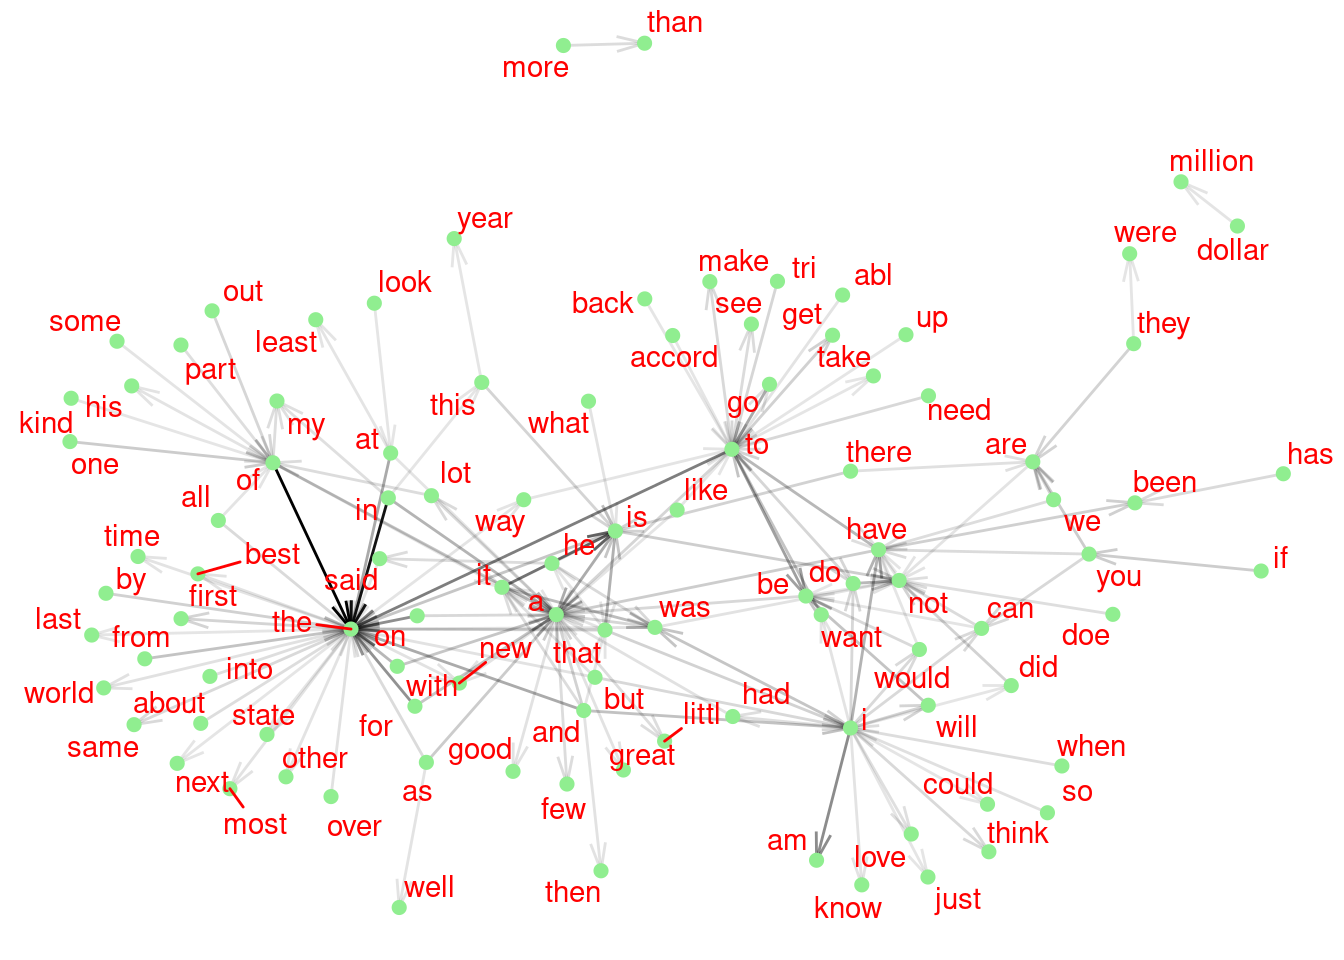 than
more
million
year
were
dollar
make
tri
abl
out
look
back
see
some
get
up
they
least
accord
take
part
kind
his
this
go
need
my
what
one
at
to
are
there
has
of
lot
like
been
all
in
way
is
we
time
have
best
he
if
by
said
it
be
do
you
first
a
was
not
can
last
the
on
from
want
doe
new
that
into
with
would
did
world
about
but
had
state
littl
same
for
and
i
will
good
great
when
other
next
as
could
so
few
most
over
think
am
love
well
then
know
just